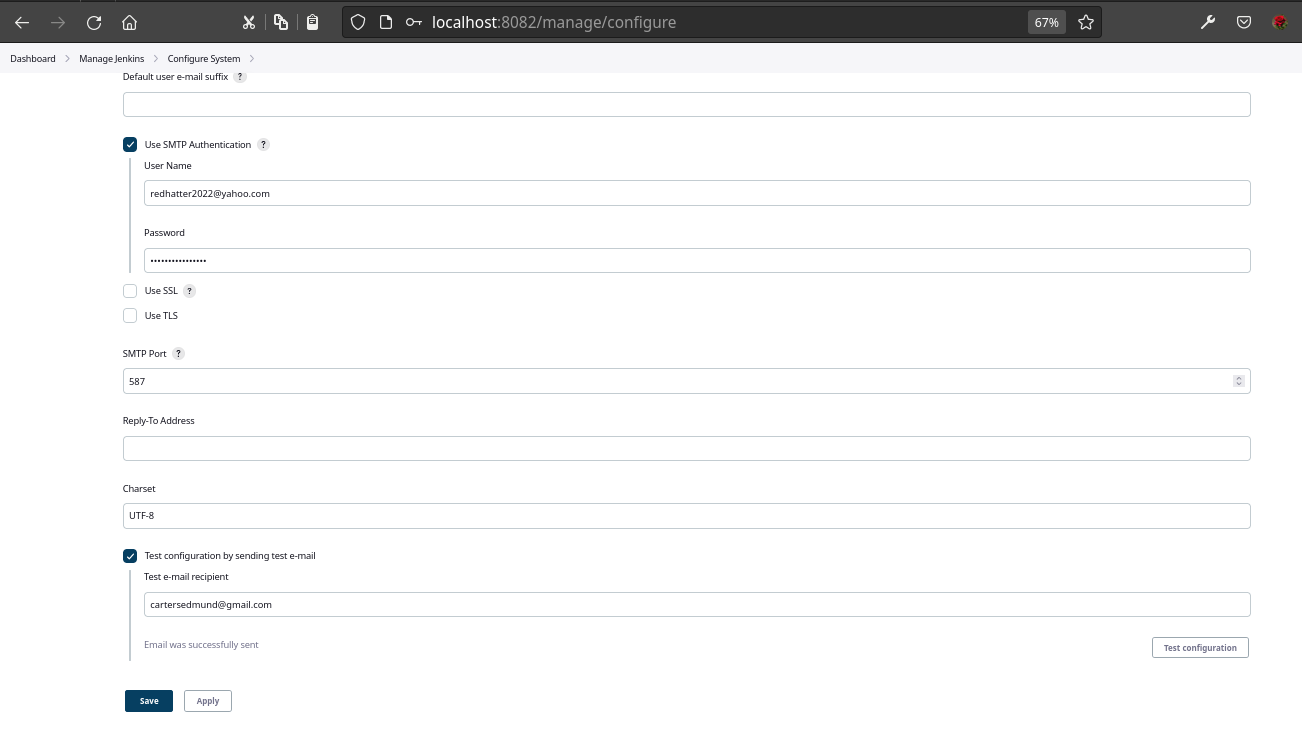 localhost:8082/manage/configure
67%
Dashboard > Manage Jenkins > Configure System >
Default user e-mail suffix ?
Use SMTP Authentication ?
User Name
redhatter2022@yahoo.com
Password
••••••••••••••••
Use SSL ?
Use TLS
SMTP Port ?
587
Reply-To Address
Charset
UTF-8
Test configuration by sending test e-mail
Test e-mail recipient
cartersedmund@gmail.com
Email was successfully sent
Test configuration
Save Apply